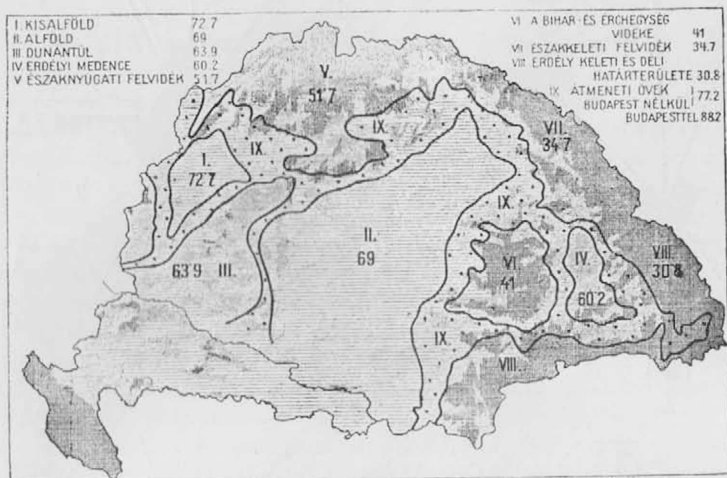 I. KISALFÖLD 72.7
II. ALFÖLD 69
III. DUNANTÚL 63.9
IV ERDÉLYI MEDENCE 60.2
V ÉSZAKNYUGATI FELVIDÉK 51.7
VI A BIHAR-ÉS ÉRCHEGYSÉG
VIDÉKE 41
VII ÉSZAKKELETI FELVIDÉK 34.7
VIII ERDÉLY KELETI ÉS DÉLI
HATÁRTERÜLETE 30.8
IX ÁTMENETI ÖVEK
BUDAPEST NÉLKÜL } 77.2
BUDAPESTTEL 88.2
V.
51.7
IX.
IX.
VII.
34.7
I.
72.7
IX.
II.
69
63.9 III.
VI.
41
IV.
60.2
VIII.
30.8
IX.
VIII.